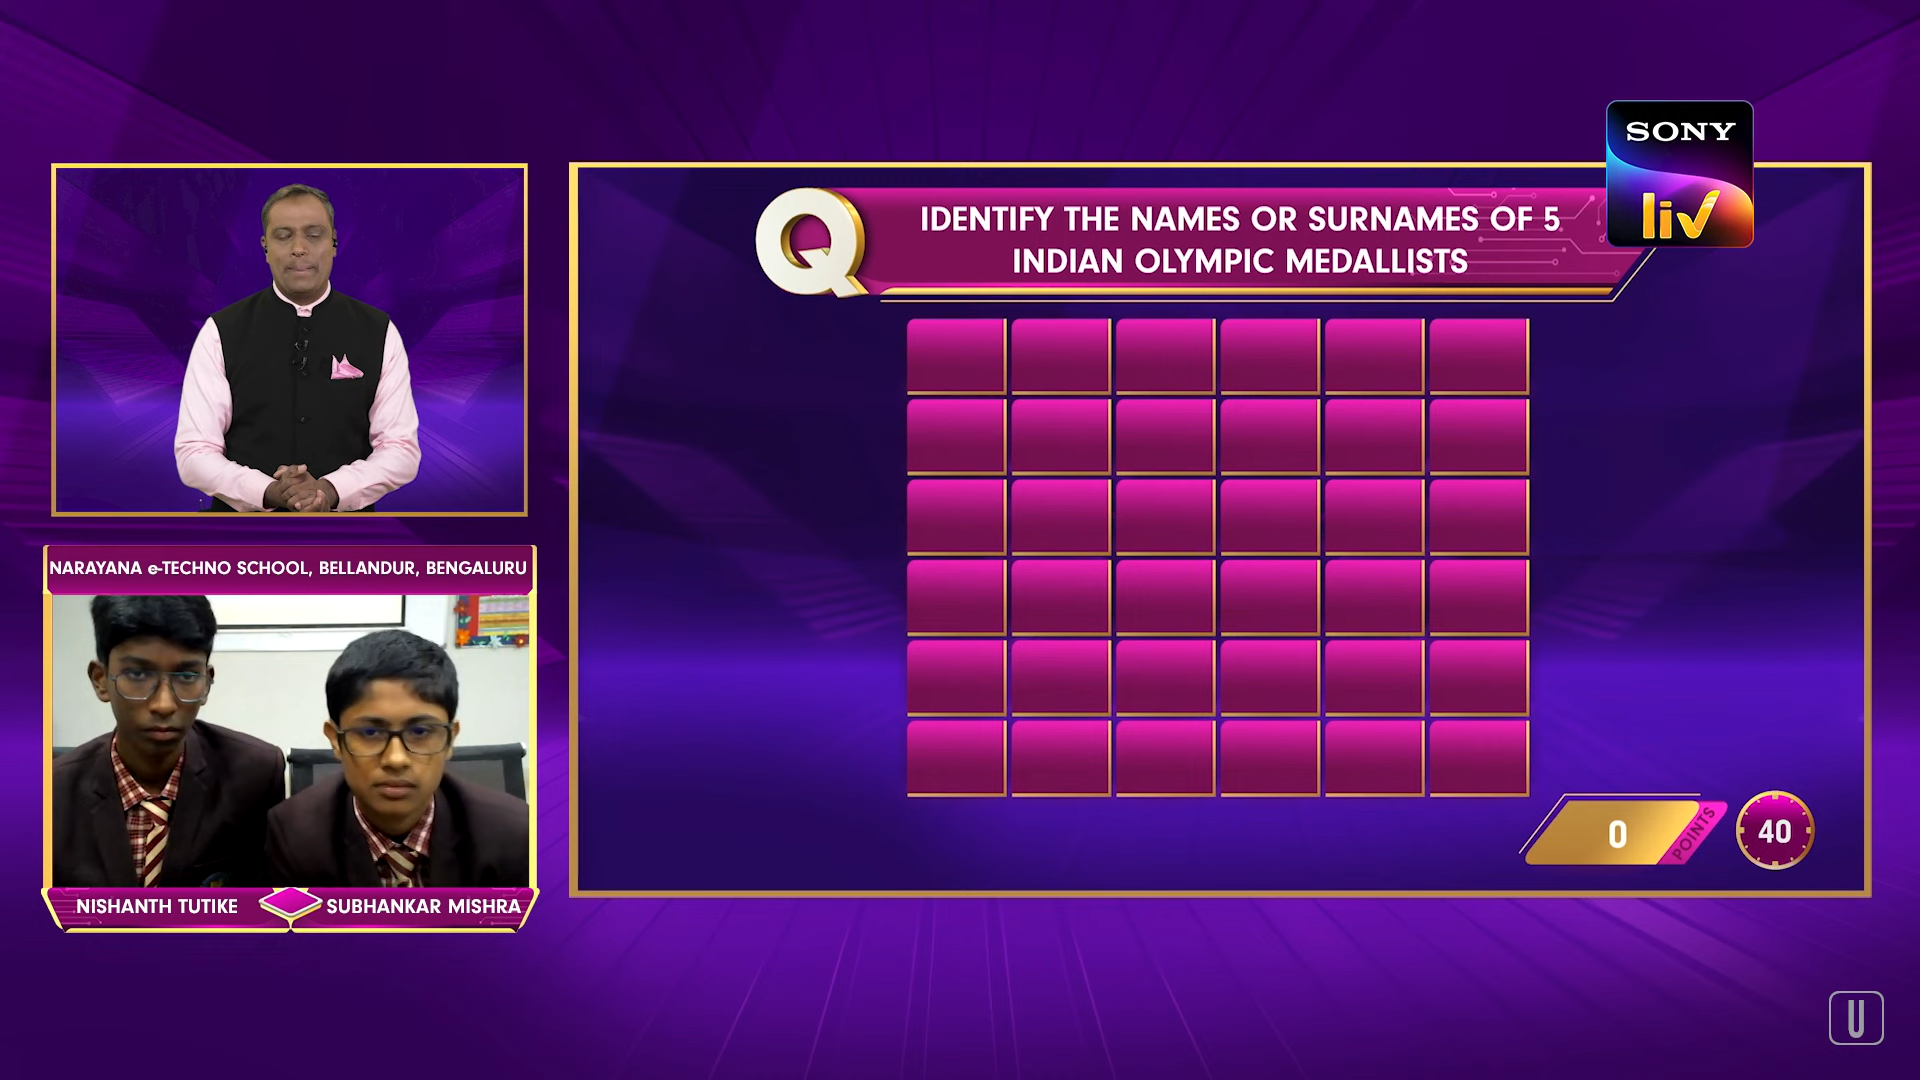 SONY
liv
Q
IDENTIFY THE NAMES OR SURNAMES OF 5
INDIAN OLYMPIC MEDALLISTS
NARAYANA e-TECHNO SCHOOL, BELLANDUR, BENGALURU
NISHANTH TUTIKE
SUBHANKAR MISHRA
0
POINTS
40
U